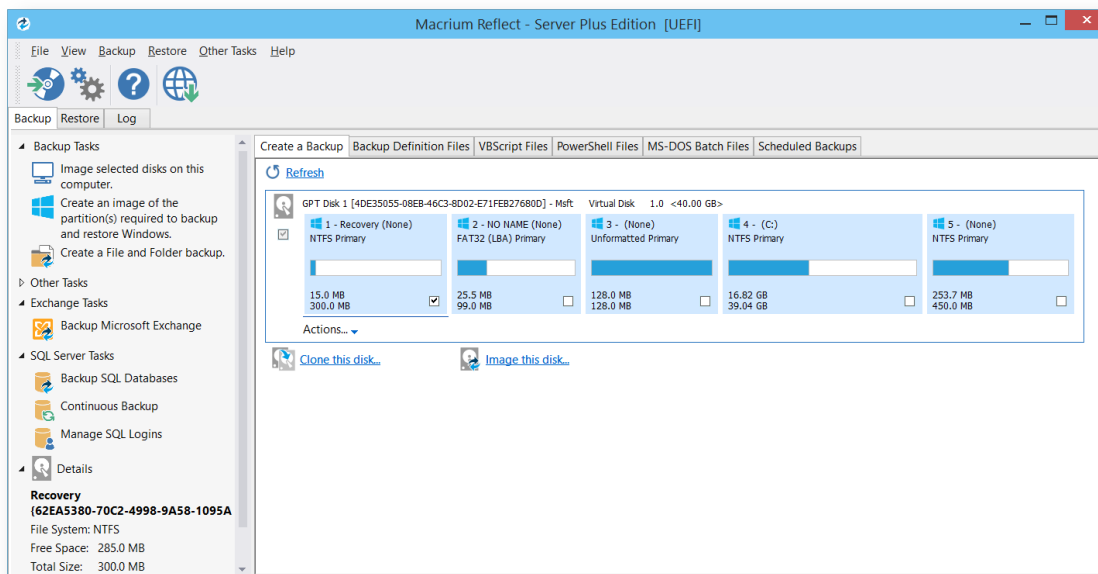 Macrium Reflect - Server Plus Edition [UEFI]
File View Backup Restore Other Tasks Help
Backup Restore Log
Backup Tasks
Image selected disks on this
computer.
Create an image of the
partition(s) required to backup
and restore Windows.
Create a File and Folder backup.
Other Tasks
Exchange Tasks
Backup Microsoft Exchange
SQL Server Tasks
Backup SQL Databases
Continuous Backup
Manage SQL Logins
Details
Recovery
{62EA5380-70C2-4998-9A58-1095A
File System: NTFS
Free Space: 285.0 MB
Total Size: 300.0 MB
Create a Backup Backup Definition Files VBScript Files PowerShell Files MS-DOS Batch Files Scheduled Backups
Refresh
GPT Disk 1 [4DE35055-08EB-46C3-8D02-E71FEB27680D] - Msft Virtual Disk 1.0 <40.00 GB>
1 - Recovery (None)
NTFS Primary
15.0 MB
300.0 MB
2 - NO NAME (None)
FAT32 (LBA) Primary
25.5 MB
99.0 MB
3 - (None)
Unformatted Primary
128.0 MB
128.0 MB
4 - (C:)
NTFS Primary
16.82 GB
39.04 GB
5 - (None)
NTFS Primary
253.7 MB
450.0 MB
Actions...
Clone this disk... Image this disk...